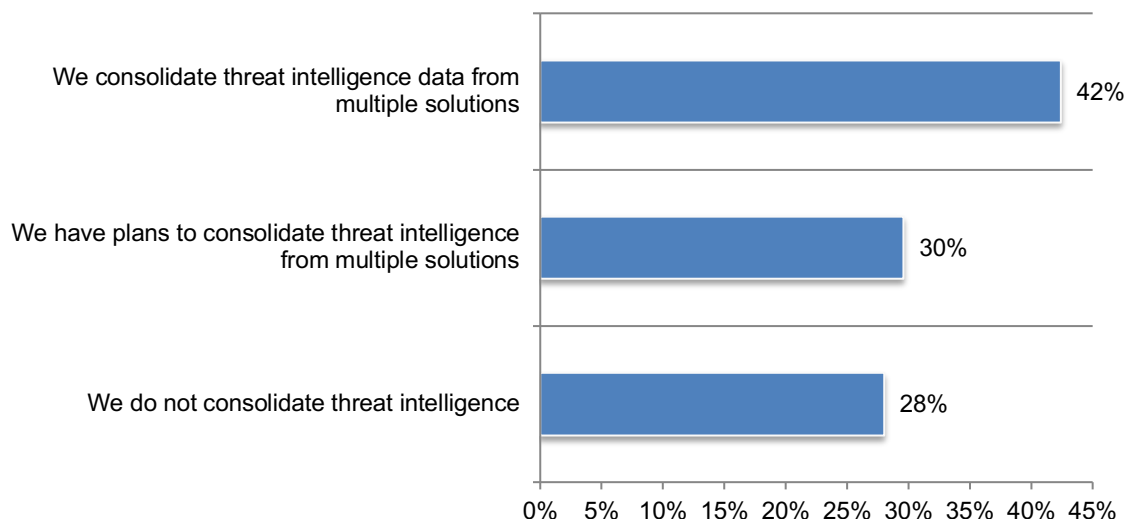 We consolidate threat intelligence data from
multiple solutions
42%
We have plans to consolidate threat intelligence
from multiple solutions
30%
We do not consolidate threat intelligence
28%
0% 5% 10% 15% 20% 25% 30% 35% 40% 45%